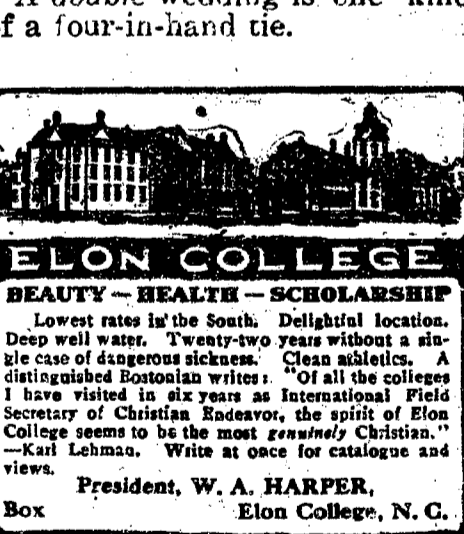 A double wedding is one kind
of a four-in-hand tie.
ELON COLLEGE
BEAUTY — HEALTH — SCHOLARSHIP
Lowest rates in the South. Delightful location.
Deep well water. Twenty-two years without a sin-
gle case of dangerous sickness. Clean athletics. A
distinguished Bostonian writes: "Of all the colleges
I have visited in six years as International Field
Secretary of Christian Endeavor, the spirit of Elon
College seems to be the most genuinely Christian."
—Karl Lehman. Write at once for catalogue and
views.
President, W. A. HARPER,
Box Elon College, N. C.